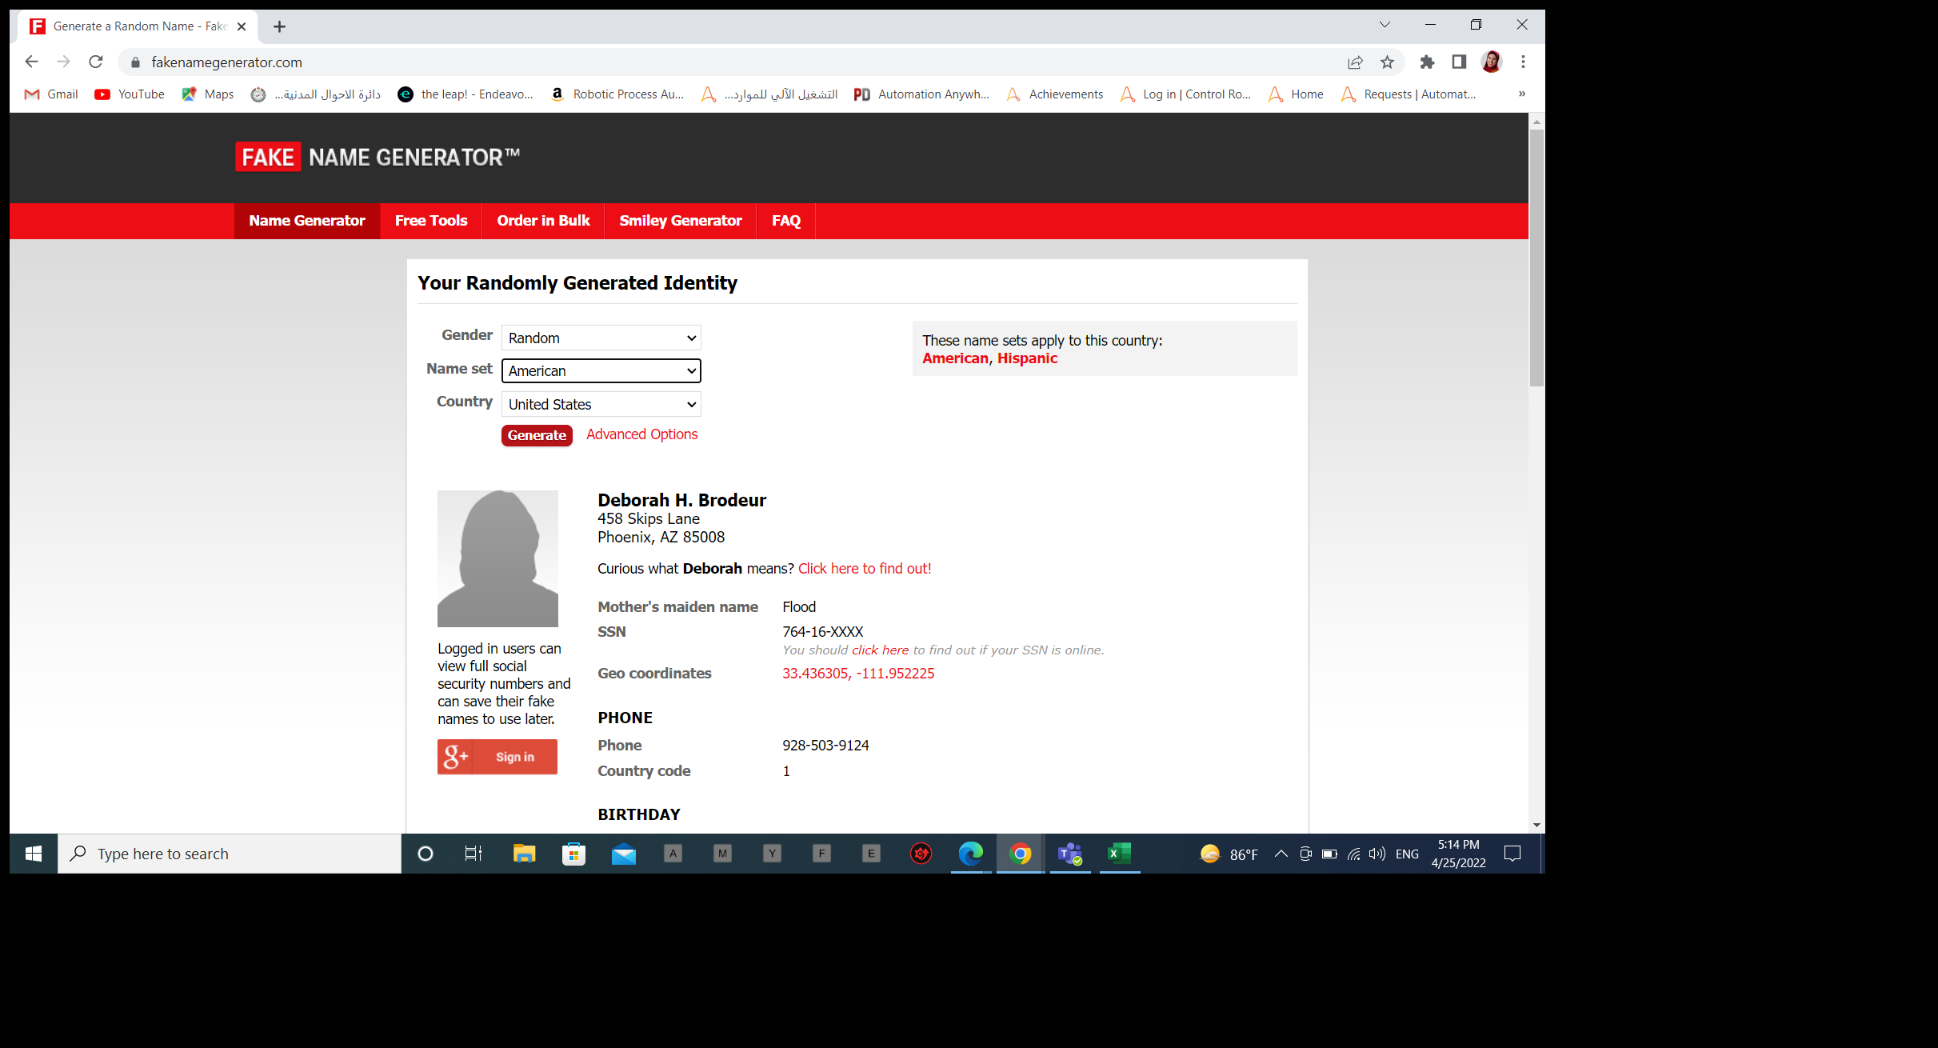 Generate a Random Name - Fake
fakenamegenerator.com
Gmail YouTube Maps دائرة الاحوال المدنية... the leap! - Endeavo... Robotic Process Au... التشغيل الآلي للموارد... Automation Anywh... Achievements Log in | Control Ro... Home Requests | Automat... »
FAKE NAME GENERATOR™
Name Generator Free Tools Order in Bulk Smiley Generator FAQ
Your Randomly Generated Identity
Gender Random
Name set American
Country United States
Generate Advanced Options
These name sets apply to this country:
American, Hispanic
Deborah H. Brodeur
458 Skips Lane
Phoenix, AZ 85008
Curious what Deborah means? Click here to find out!
Mother's maiden name Flood
SSN 764-16-XXXX
You should click here to find out if your SSN is online.
Geo coordinates 33.436305, -111.952225
Logged in users can
view full social
security numbers and
can save their fake
names to use later.
g+ Sign in
PHONE
Phone 928-503-9124
Country code 1
BIRTHDAY
Type here to search A M Y F E 86°F ENG 5:14 PM
4/25/2022